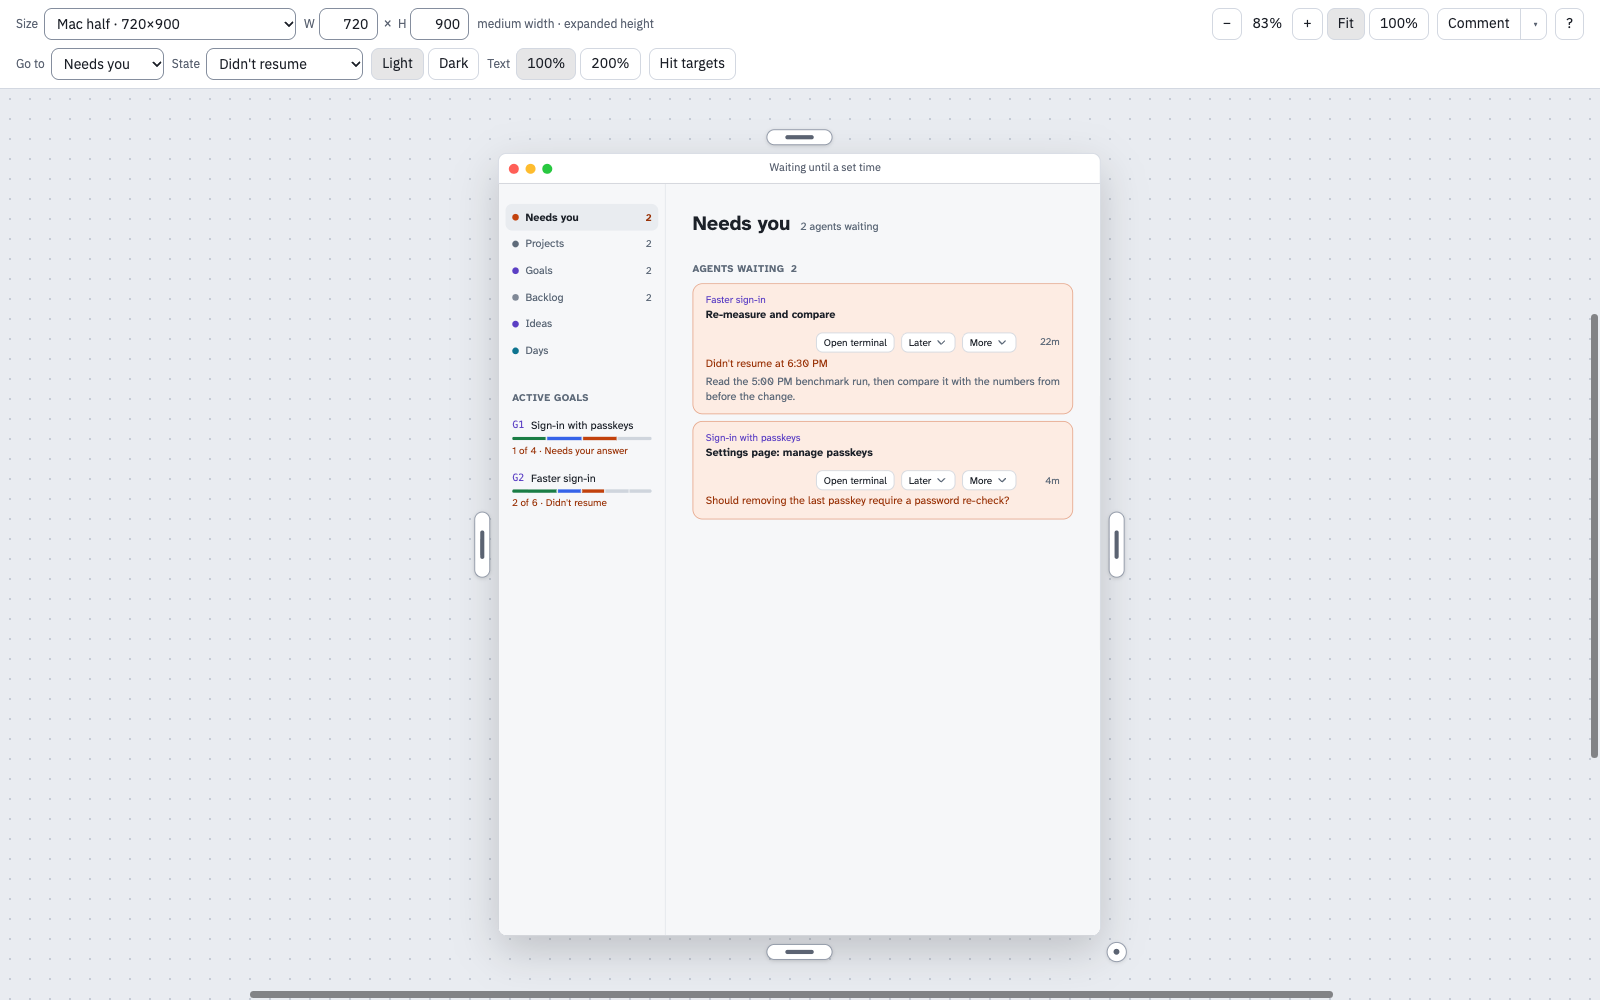 Size Mac half · 720×900 W 720 × H 900 medium width · expanded height − 83% + Fit 100% Comment ?
Go to Needs you State Didn't resume Light Dark Text 100% 200% Hit targets
Waiting until a set time
Needs you 2
Projects 2
Goals 2
Backlog 2
Ideas
Days
ACTIVE GOALS
G1 Sign-in with passkeys
1 of 4 · Needs your answer
G2 Faster sign-in
2 of 6 · Didn't resume
Needs you 2 agents waiting
AGENTS WAITING 2
Faster sign-in
Re-measure and compare
Open terminal Later More 22m
Didn't resume at 6:30 PM
Read the 5:00 PM benchmark run, then compare it with the numbers from
before the change.
Sign-in with passkeys
Settings page: manage passkeys
Open terminal Later More 4m
Should removing the last passkey require a password re-check?